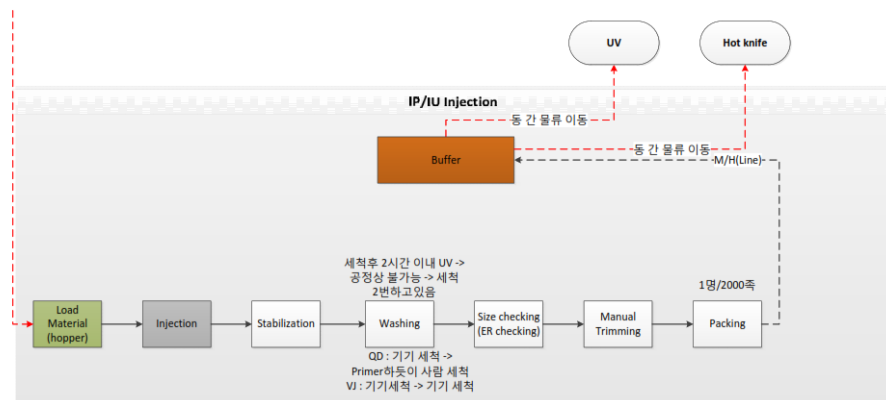 UV
Hot knife
IP/IU Injection
동 간 물류 이동
Buffer
동 간 물류 이동
M/H(Line)
세척후 2시간 이내 UV ->
공정상 불가능 -> 세척
2번하고있음
1명/2000족
Load
Material
(hopper)
Injection
Stabilization
Washing
Size checking
(ER checking)
Manual
Trimming
Packing
QD : 기기 세척 ->
Primer하듯이 사람 세척
VJ : 기기세척 -> 기기 세척